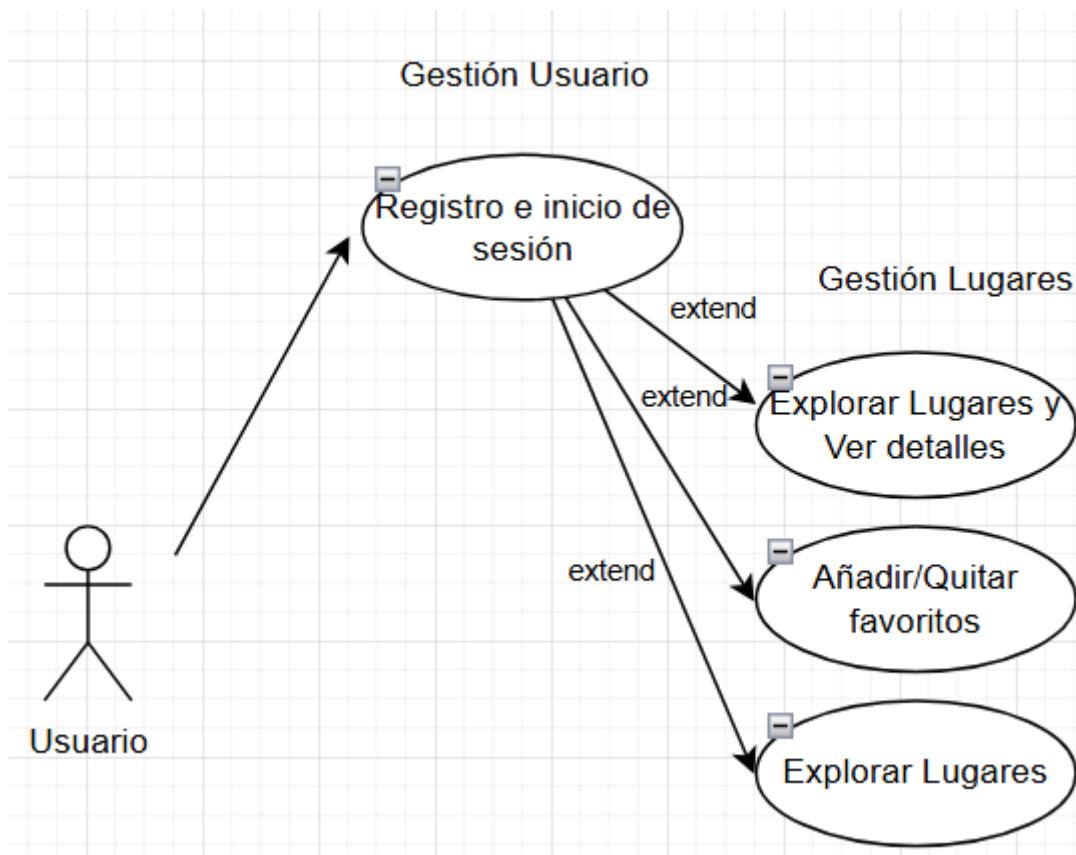 Gestión Usuario
Registro e inicio de
sesión
Gestión Lugares
extend
extend
extend
Explorar Lugares y
Ver detalles
Añadir/Quitar
favoritos
Explorar Lugares
Usuario